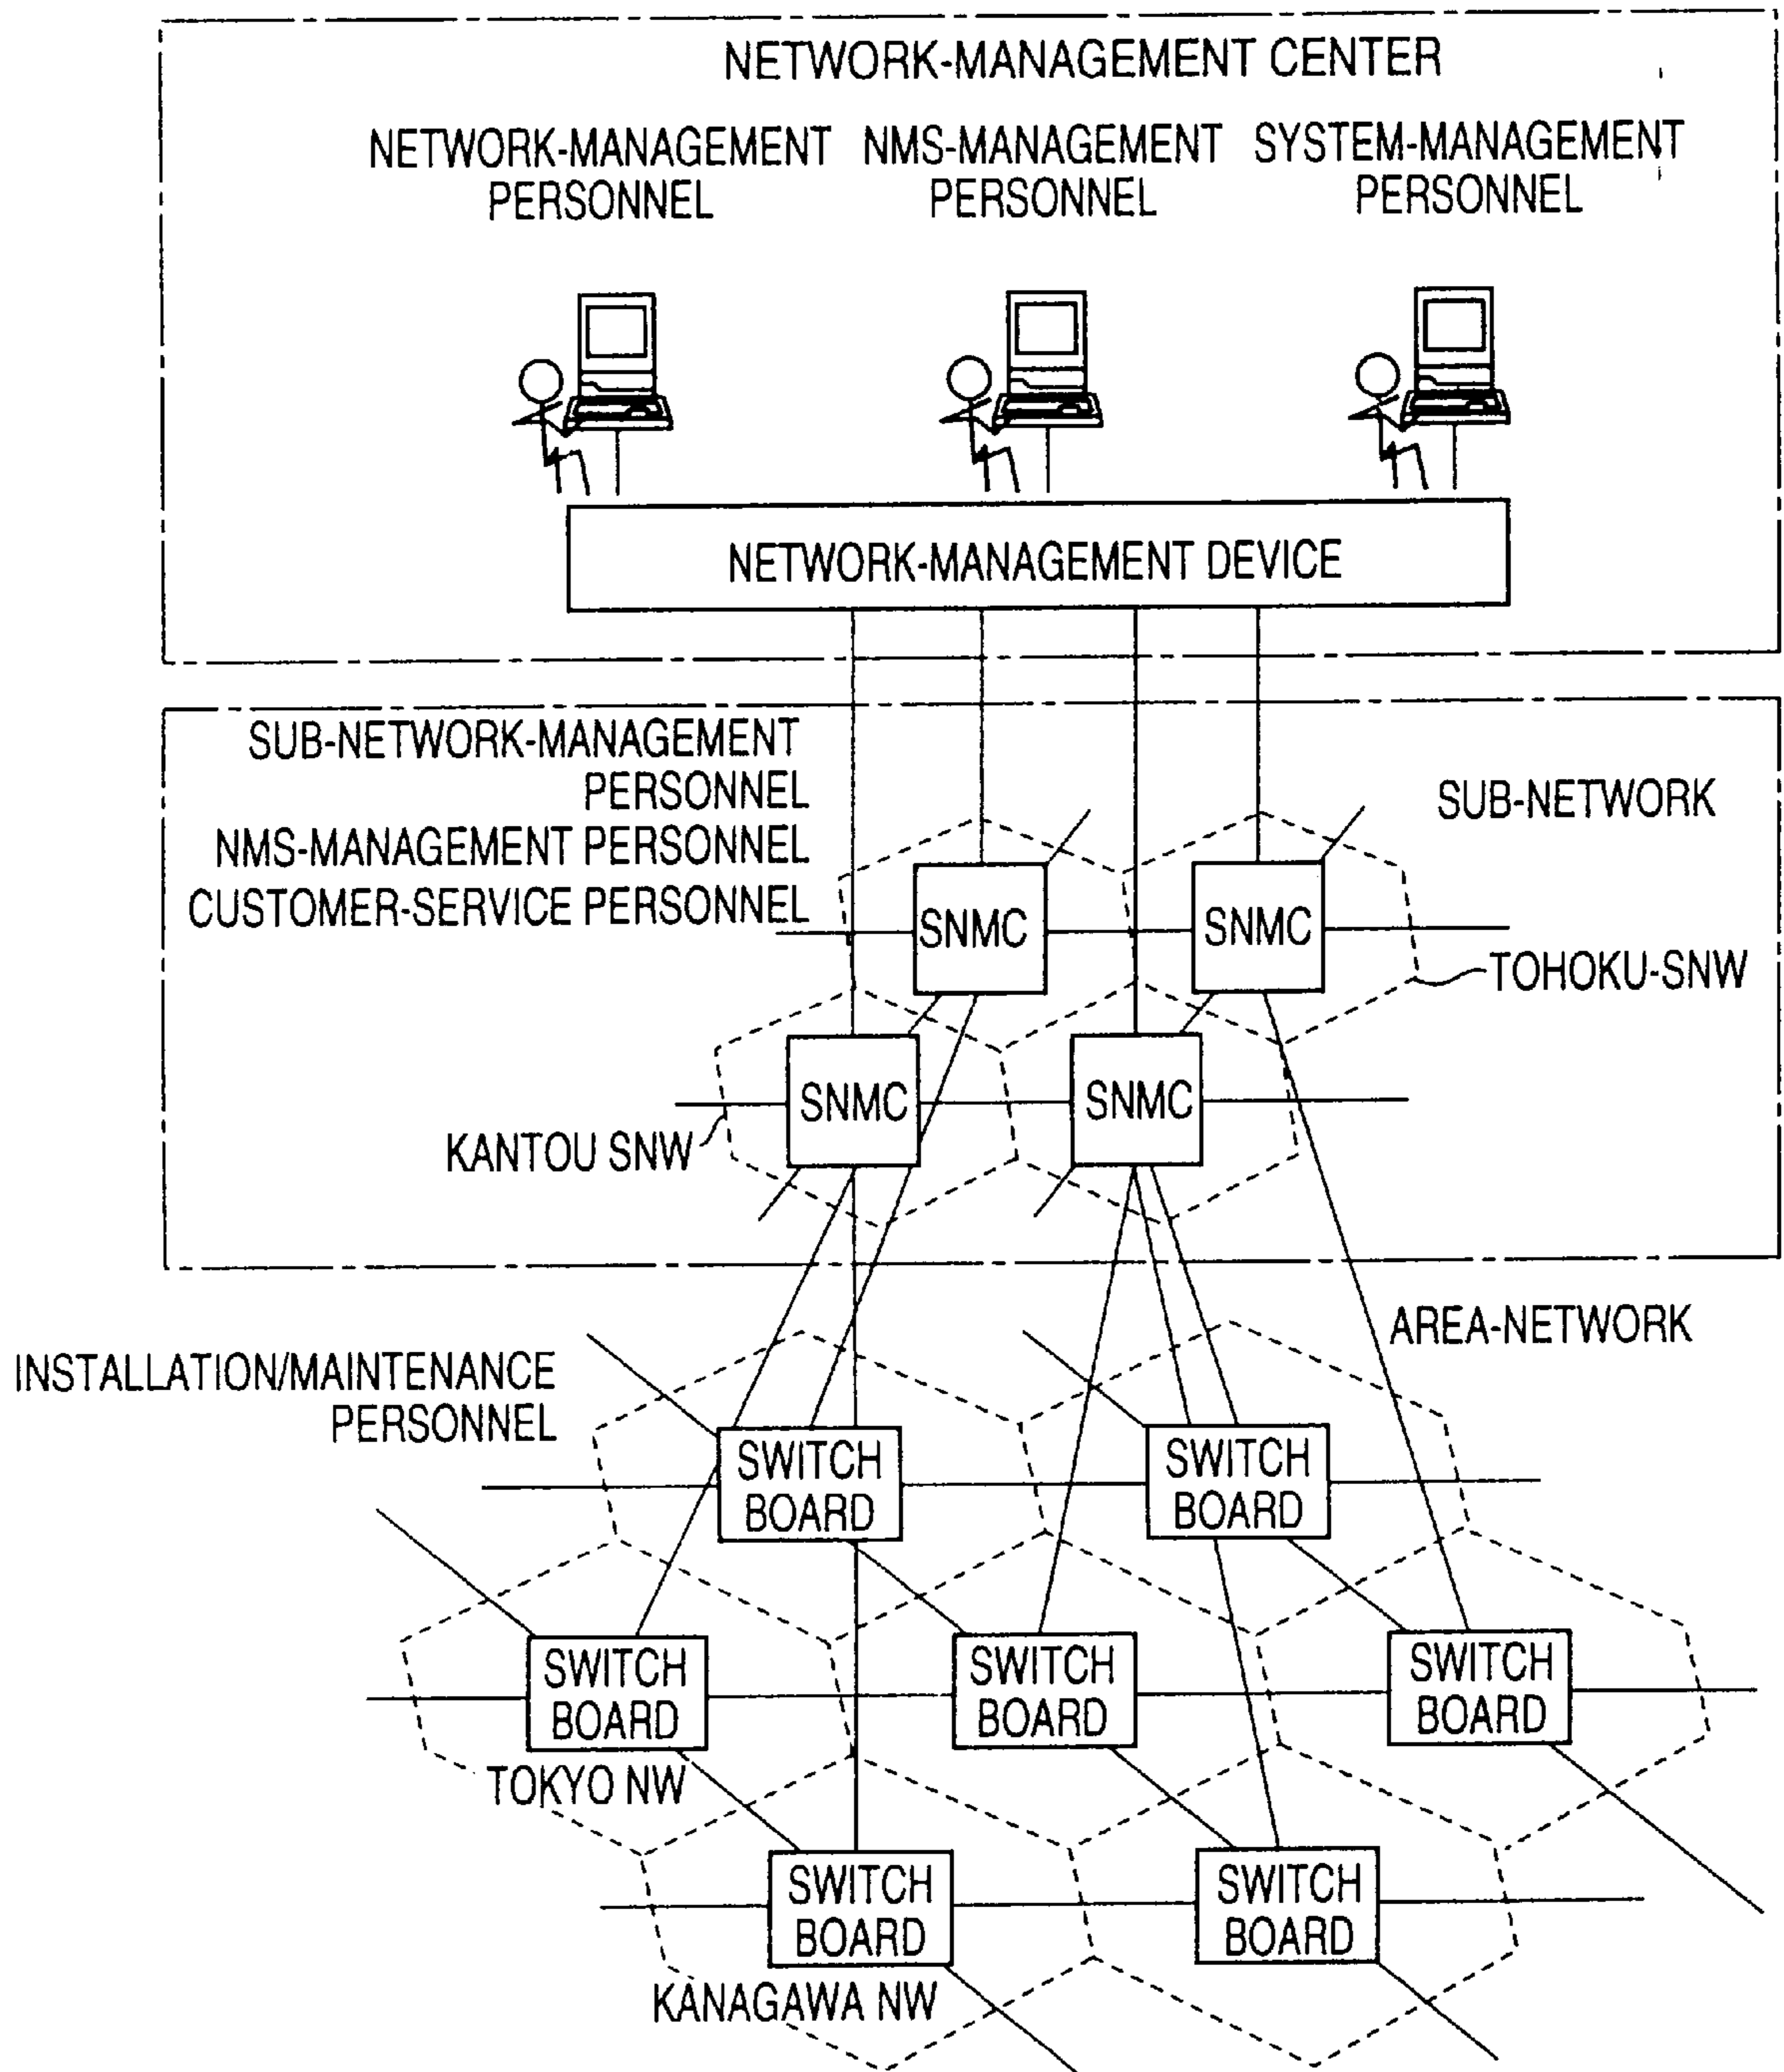 NETWORK-MANAGEMENT CENTER
NETWORK-MANAGEMENT
PERSONNEL
NMS-MANAGEMENT
PERSONNEL
SYSTEM-MANAGEMENT
PERSONNEL
NETWORK-MANAGEMENT DEVICE
SUB-NETWORK-MANAGEMENT
PERSONNEL
NMS-MANAGEMENT PERSONNEL
CUSTOMER-SERVICE PERSONNEL
SUB-NETWORK
SNMC
SNMC
TOHOKU-SNW
SNMC
SNMC
KANTOU SNW
AREA-NETWORK
INSTALLATION/MAINTENANCE
PERSONNEL
SWITCH
BOARD
SWITCH
BOARD
SWITCH
BOARD
SWITCH
BOARD
SWITCH
BOARD
TOKYO NW
SWITCH
BOARD
SWITCH
BOARD
KANAGAWA NW